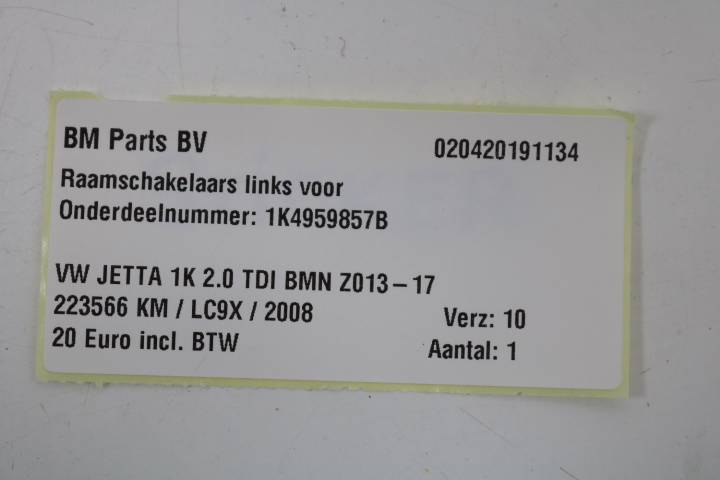 BM Parts BV 020420191134
Raamschakelaars links voor
Onderdeelnummer: 1K4959857B
VW JETTA 1K 2.0 TDI BMN Z013-17
223566 KM / LC9X / 2008 Verz: 10
20 Euro incl. BTW Aantal: 1